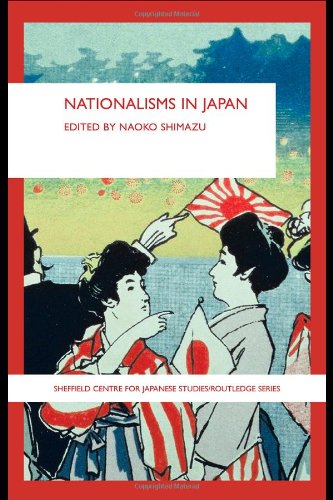 NATIONALISMS IN JAPAN
EDITED BY NAOKO SHIMAZU
SHEFFIELD CENTRE FOR JAPANESE STUDIES/ROUTLEDGE SERIES